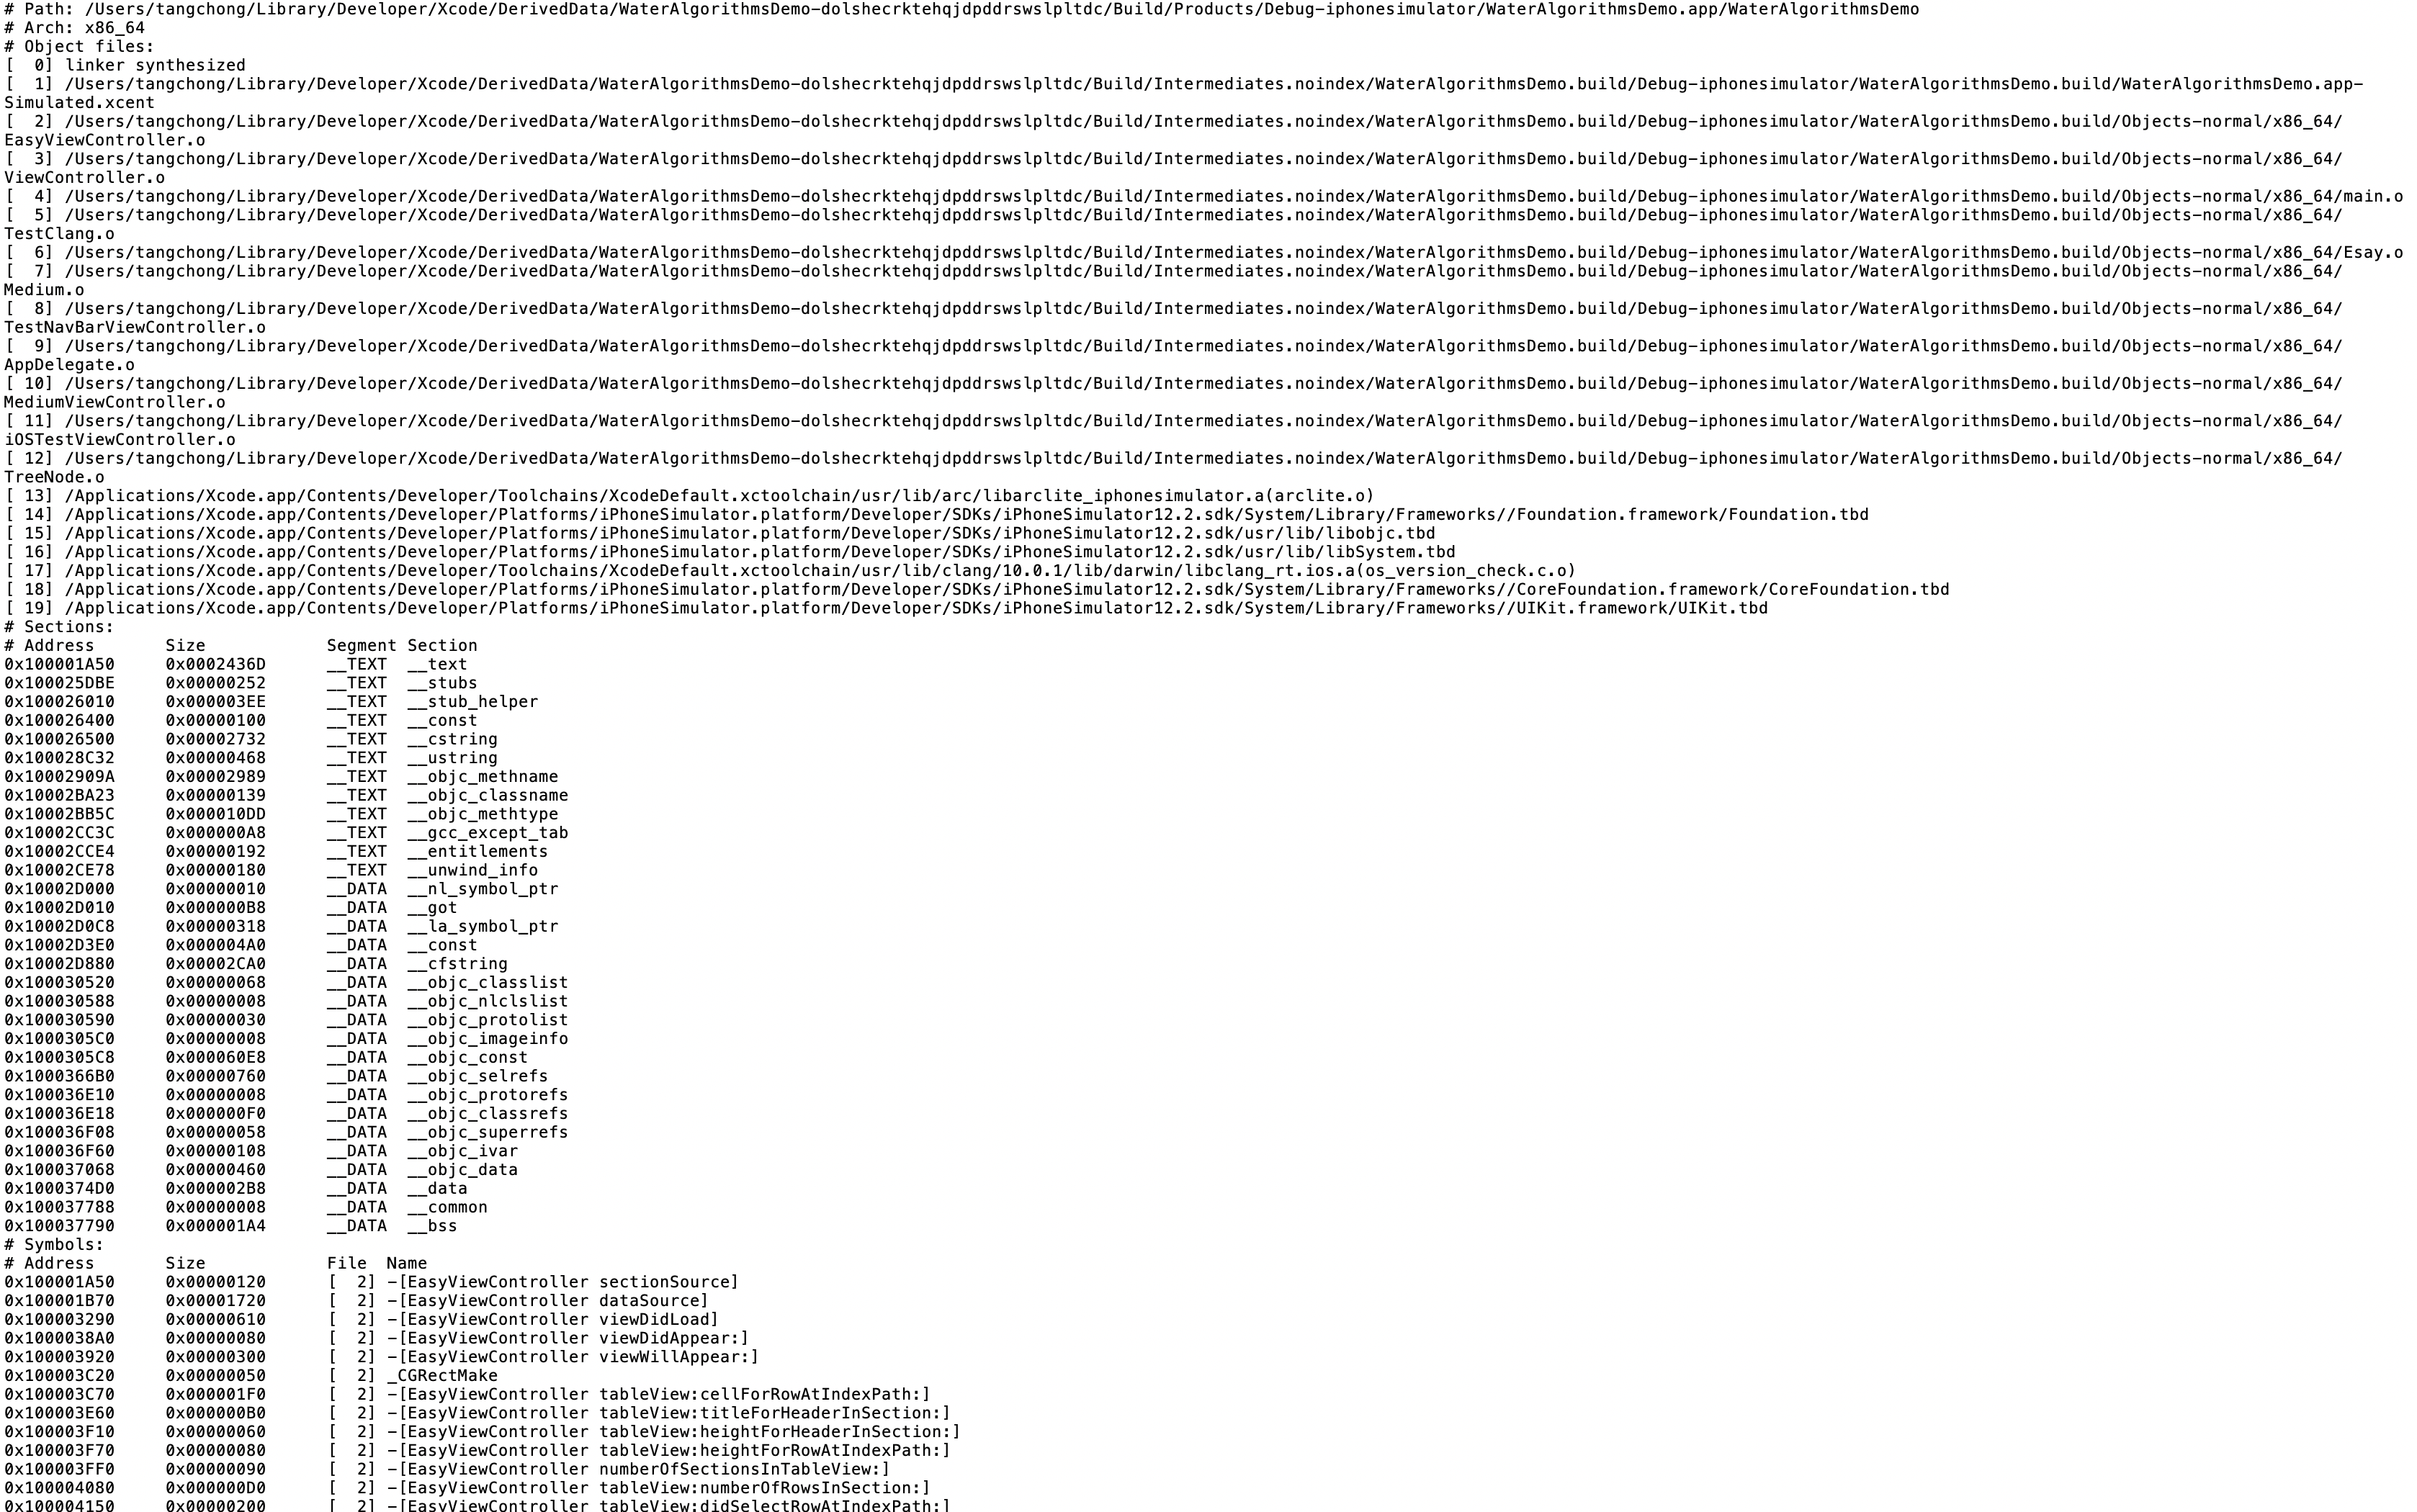 # Path: /Users/tangchong/Library/Developer/Xcode/DerivedData/WaterAlgorithmsDemo-dolshecrktehqjdpddrswslpltdc/Build/Products/Debug-iphonesimulator/WaterAlgorithmsDemo.app/WaterAlgorithmsDemo
# Arch: x86_64
# Object files:
[  0] linker synthesized
[  1] /Users/tangchong/Library/Developer/Xcode/DerivedData/WaterAlgorithmsDemo-dolshecrktehqjdpddrswslpltdc/Build/Intermediates.noindex/WaterAlgorithmsDemo.build/Debug-iphonesimulator/WaterAlgorithmsDemo.build/WaterAlgorithmsDemo.app-
Simulated.xcent
[  2] /Users/tangchong/Library/Developer/Xcode/DerivedData/WaterAlgorithmsDemo-dolshecrktehqjdpddrswslpltdc/Build/Intermediates.noindex/WaterAlgorithmsDemo.build/Debug-iphonesimulator/WaterAlgorithmsDemo.build/Objects-normal/x86_64/
EasyViewController.o
[  3] /Users/tangchong/Library/Developer/Xcode/DerivedData/WaterAlgorithmsDemo-dolshecrktehqjdpddrswslpltdc/Build/Intermediates.noindex/WaterAlgorithmsDemo.build/Debug-iphonesimulator/WaterAlgorithmsDemo.build/Objects-normal/x86_64/
ViewController.o
[  4] /Users/tangchong/Library/Developer/Xcode/DerivedData/WaterAlgorithmsDemo-dolshecrktehqjdpddrswslpltdc/Build/Intermediates.noindex/WaterAlgorithmsDemo.build/Debug-iphonesimulator/WaterAlgorithmsDemo.build/Objects-normal/x86_64/main.o
[  5] /Users/tangchong/Library/Developer/Xcode/DerivedData/WaterAlgorithmsDemo-dolshecrktehqjdpddrswslpltdc/Build/Intermediates.noindex/WaterAlgorithmsDemo.build/Debug-iphonesimulator/WaterAlgorithmsDemo.build/Objects-normal/x86_64/
TestClang.o
[  6] /Users/tangchong/Library/Developer/Xcode/DerivedData/WaterAlgorithmsDemo-dolshecrktehqjdpddrswslpltdc/Build/Intermediates.noindex/WaterAlgorithmsDemo.build/Debug-iphonesimulator/WaterAlgorithmsDemo.build/Objects-normal/x86_64/Esay.o
[  7] /Users/tangchong/Library/Developer/Xcode/DerivedData/WaterAlgorithmsDemo-dolshecrktehqjdpddrswslpltdc/Build/Intermediates.noindex/WaterAlgorithmsDemo.build/Debug-iphonesimulator/WaterAlgorithmsDemo.build/Objects-normal/x86_64/
Medium.o
[  8] /Users/tangchong/Library/Developer/Xcode/DerivedData/WaterAlgorithmsDemo-dolshecrktehqjdpddrswslpltdc/Build/Intermediates.noindex/WaterAlgorithmsDemo.build/Debug-iphonesimulator/WaterAlgorithmsDemo.build/Objects-normal/x86_64/
TestNavBarViewController.o
[  9] /Users/tangchong/Library/Developer/Xcode/DerivedData/WaterAlgorithmsDemo-dolshecrktehqjdpddrswslpltdc/Build/Intermediates.noindex/WaterAlgorithmsDemo.build/Debug-iphonesimulator/WaterAlgorithmsDemo.build/Objects-normal/x86_64/
AppDelegate.o
[ 10] /Users/tangchong/Library/Developer/Xcode/DerivedData/WaterAlgorithmsDemo-dolshecrktehqjdpddrswslpltdc/Build/Intermediates.noindex/WaterAlgorithmsDemo.build/Debug-iphonesimulator/WaterAlgorithmsDemo.build/Objects-normal/x86_64/
MediumViewController.o
[ 11] /Users/tangchong/Library/Developer/Xcode/DerivedData/WaterAlgorithmsDemo-dolshecrktehqjdpddrswslpltdc/Build/Intermediates.noindex/WaterAlgorithmsDemo.build/Debug-iphonesimulator/WaterAlgorithmsDemo.build/Objects-normal/x86_64/
iOSTestViewController.o
[ 12] /Users/tangchong/Library/Developer/Xcode/DerivedData/WaterAlgorithmsDemo-dolshecrktehqjdpddrswslpltdc/Build/Intermediates.noindex/WaterAlgorithmsDemo.build/Debug-iphonesimulator/WaterAlgorithmsDemo.build/Objects-normal/x86_64/
TreeNode.o
[ 13] /Applications/Xcode.app/Contents/Developer/Toolchains/XcodeDefault.xctoolchain/usr/lib/arc/libarclite_iphonesimulator.a(arclite.o)
[ 14] /Applications/Xcode.app/Contents/Developer/Platforms/iPhoneSimulator.platform/Developer/SDKs/iPhoneSimulator12.2.sdk/System/Library/Frameworks//Foundation.framework/Foundation.tbd
[ 15] /Applications/Xcode.app/Contents/Developer/Platforms/iPhoneSimulator.platform/Developer/SDKs/iPhoneSimulator12.2.sdk/usr/lib/libobjc.tbd
[ 16] /Applications/Xcode.app/Contents/Developer/Platforms/iPhoneSimulator.platform/Developer/SDKs/iPhoneSimulator12.2.sdk/usr/lib/libSystem.tbd
[ 17] /Applications/Xcode.app/Contents/Developer/Toolchains/XcodeDefault.xctoolchain/usr/lib/clang/10.0.1/lib/darwin/libclang_rt.ios.a(os_version_check.c.o)
[ 18] /Applications/Xcode.app/Contents/Developer/Platforms/iPhoneSimulator.platform/Developer/SDKs/iPhoneSimulator12.2.sdk/System/Library/Frameworks//CoreFoundation.framework/CoreFoundation.tbd
[ 19] /Applications/Xcode.app/Contents/Developer/Platforms/iPhoneSimulator.platform/Developer/SDKs/iPhoneSimulator12.2.sdk/System/Library/Frameworks//UIKit.framework/UIKit.tbd
# Sections:
# Address	Size	Segment	Section
0x100001A50	0x0002436D	__TEXT	__text
0x100025DBE	0x00000252	__TEXT	__stubs
0x100026010	0x000003EE	__TEXT	__stub_helper
0x100026400	0x00000100	__TEXT	__const
0x100026500	0x00002732	__TEXT	__cstring
0x100028C32	0x00000468	__TEXT	__ustring
0x10002909A	0x00002989	__TEXT	__objc_methname
0x10002BA23	0x00000139	__TEXT	__objc_classname
0x10002BB5C	0x000010DD	__TEXT	__objc_methtype
0x10002CC3C	0x000000A8	__TEXT	__gcc_except_tab
0x10002CCE4	0x00000192	__TEXT	__entitlements
0x10002CE78	0x00000180	__TEXT	__unwind_info
0x10002D000	0x00000010	__DATA	__nl_symbol_ptr
0x10002D010	0x000000B8	__DATA	__got
0x10002D0C8	0x00000318	__DATA	__la_symbol_ptr
0x10002D3E0	0x000004A0	__DATA	__const
0x10002D880	0x00002CA0	__DATA	__cfstring
0x100030520	0x00000068	__DATA	__objc_classlist
0x100030588	0x00000008	__DATA	__objc_nlclslist
0x100030590	0x00000030	__DATA	__objc_protolist
0x1000305C0	0x00000008	__DATA	__objc_imageinfo
0x1000305C8	0x000060E8	__DATA	__objc_const
0x1000366B0	0x00000760	__DATA	__objc_selrefs
0x100036E10	0x00000008	__DATA	__objc_protorefs
0x100036E18	0x000000F0	__DATA	__objc_classrefs
0x100036F08	0x00000058	__DATA	__objc_superrefs
0x100036F60	0x00000108	__DATA	__objc_ivar
0x100037068	0x00000460	__DATA	__objc_data
0x1000374D0	0x000002B8	__DATA	__data
0x100037788	0x00000008	__DATA	__common
0x100037790	0x000001A4	__DATA	__bss
# Symbols:
# Address	Size	File  Name
0x100001A50	0x00000120	[  2] -[EasyViewController sectionSource]
0x100001B70	0x00001720	[  2] -[EasyViewController dataSource]
0x100003290	0x00000610	[  2] -[EasyViewController viewDidLoad]
0x1000038A0	0x00000080	[  2] -[EasyViewController viewDidAppear:]
0x100003920	0x00000300	[  2] -[EasyViewController viewWillAppear:]
0x100003C20	0x00000050	[  2] _CGRectMake
0x100003C70	0x000001F0	[  2] -[EasyViewController tableView:cellForRowAtIndexPath:]
0x100003E60	0x000000B0	[  2] -[EasyViewController tableView:titleForHeaderInSection:]
0x100003F10	0x00000060	[  2] -[EasyViewController tableView:heightForHeaderInSection:]
0x100003F70	0x00000080	[  2] -[EasyViewController tableView:heightForRowAtIndexPath:]
0x100003FF0	0x00000090	[  2] -[EasyViewController numberOfSectionsInTableView:]
0x100004080	0x000000D0	[  2] -[EasyViewController tableView:numberOfRowsInSection:]
0x100004150	0x00000200	[  2] -[EasyViewController tableView:didSelectRowAtIndexPath:]